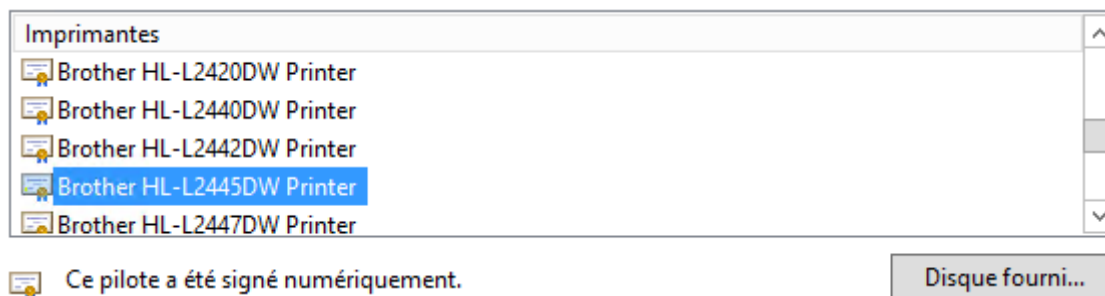 Imprimantes
Brother HL-L2420DW Printer
Brother HL-L2440DW Printer
Brother HL-L2442DW Printer
Brother HL-L2445DW Printer
Brother HL-L2447DW Printer
Ce pilote a été signé numériquement.
Disque fourni...